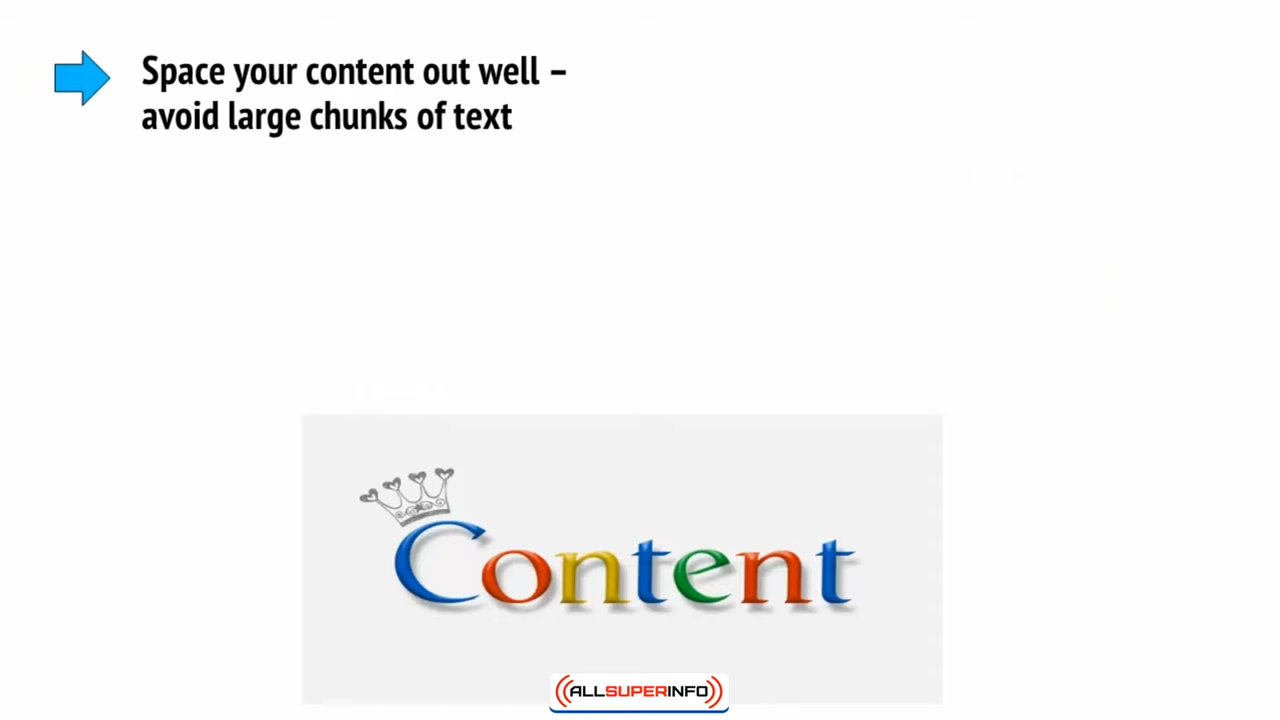 Space your content out well –
avoid large chunks of text
Content
ALLSUPERINFO